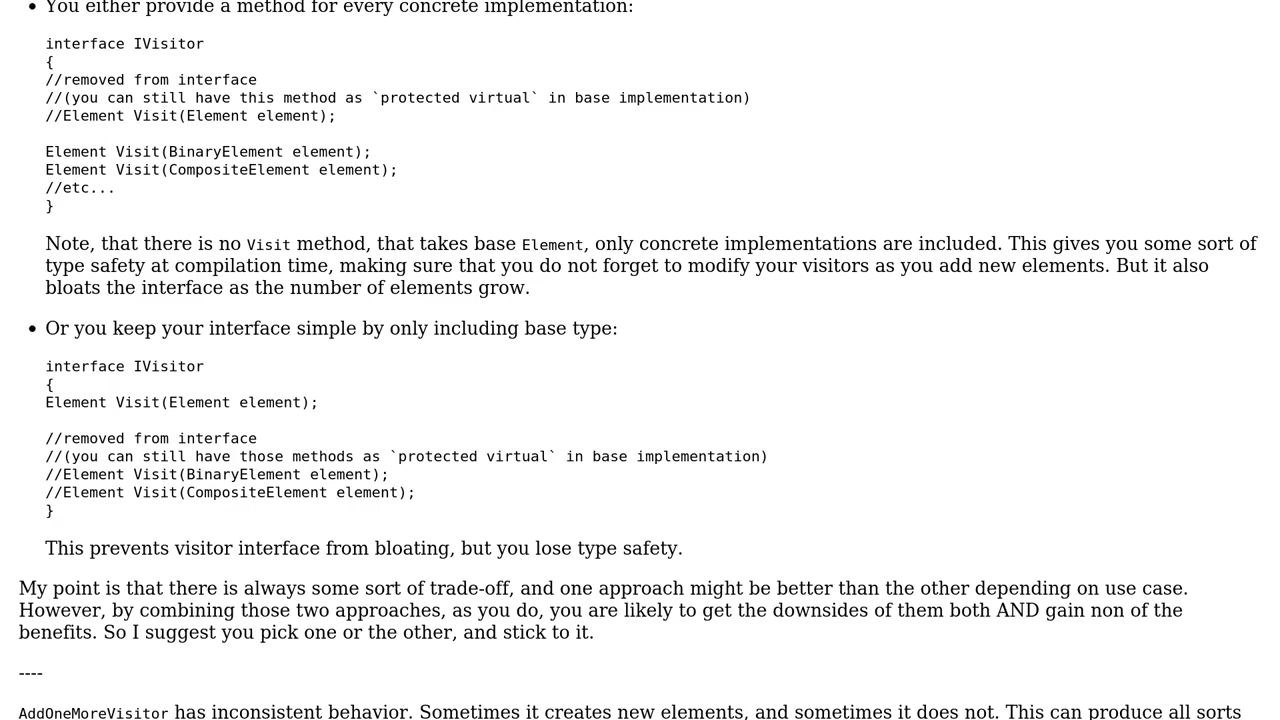 • You either provide a method for every concrete implementation:
interface IVisitor
{
//removed from interface
//(you can still have this method as `protected virtual` in base implementation)
//Element Visit(Element element);
Element Visit(BinaryElement element);
Element Visit(CompositeElement element);
//etc...
}
Note, that there is no Visit method, that takes base Element, only concrete implementations are included. This gives you some sort of
type safety at compilation time, making sure that you do not forget to modify your visitors as you add new elements. But it also
bloats the interface as the number of elements grow.
• Or you keep your interface simple by only including base type:
interface IVisitor
{
Element Visit(Element element);
//removed from interface
//(you can still have those methods as `protected virtual` in base implementation)
//Element Visit(BinaryElement element);
//Element Visit(CompositeElement element);
}
This prevents visitor interface from bloating, but you lose type safety.
My point is that there is always some sort of trade-off, and one approach might be better than the other depending on use case.
However, by combining those two approaches, as you do, you are likely to get the downsides of them both AND gain non of the
benefits. So I suggest you pick one or the other, and stick to it.
----
AddOneMoreVisitor has inconsistent behavior. Sometimes it creates new elements, and sometimes it does not. This can produce all sorts